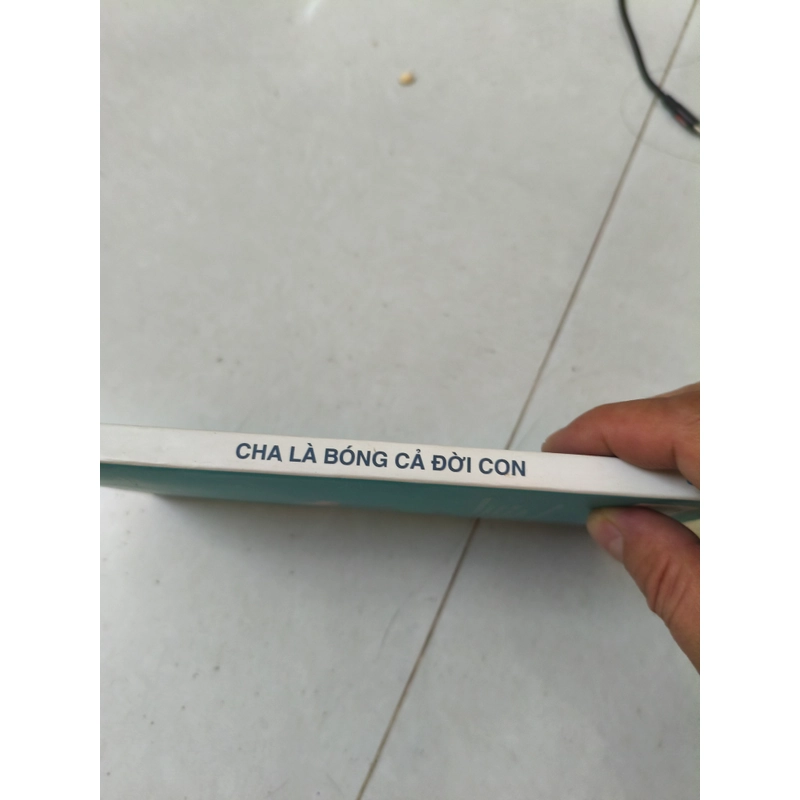 CHA LÀ BÓNG CẢ ĐỜI CON